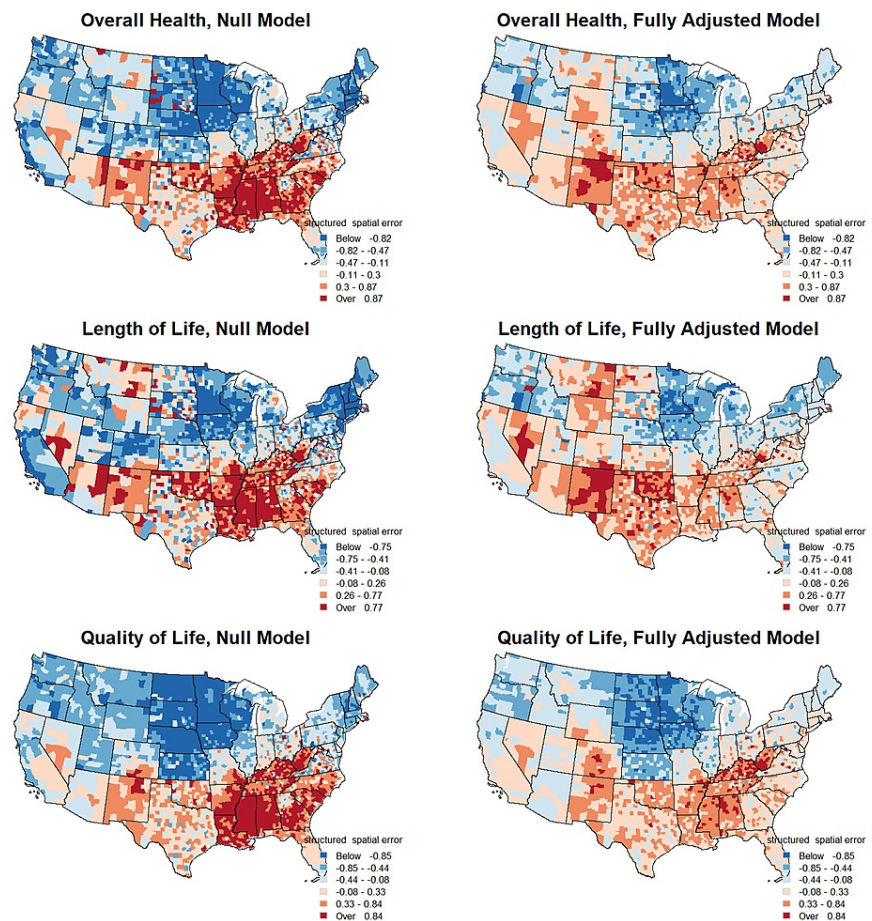 Overall Health, Null Model
Overall Health, Fully Adjusted Model
structured spatial error
Below -0.82
-0.82 - -0.47
-0.47 - -0.11
-0.11 - 0.3
0.3 - 0.87
Over 0.87
structured spatial error
Below -0.82
-0.82 - -0.47
-0.47 - -0.11
-0.11 - 0.3
0.3 - 0.87
Over 0.87
Length of Life, Null Model
Length of Life, Fully Adjusted Model
structured spatial error
Below -0.75
-0.75 - -0.41
-0.41 - -0.08
-0.08 - 0.26
0.26 - 0.77
Over 0.77
structured spatial error
Below -0.75
-0.75 - -0.41
-0.41 - -0.08
-0.08 - 0.26
0.26 - 0.77
Over 0.77
Quality of Life, Null Model
Quality of Life, Fully Adjusted Model
structured spatial error
Below -0.85
-0.85 - -0.44
-0.44 - -0.08
-0.08 - 0.33
0.33 - 0.84
Over 0.84
structured spatial error
Below -0.85
-0.85 - -0.44
-0.44 - -0.08
-0.08 - 0.33
0.33 - 0.84
Over 0.84